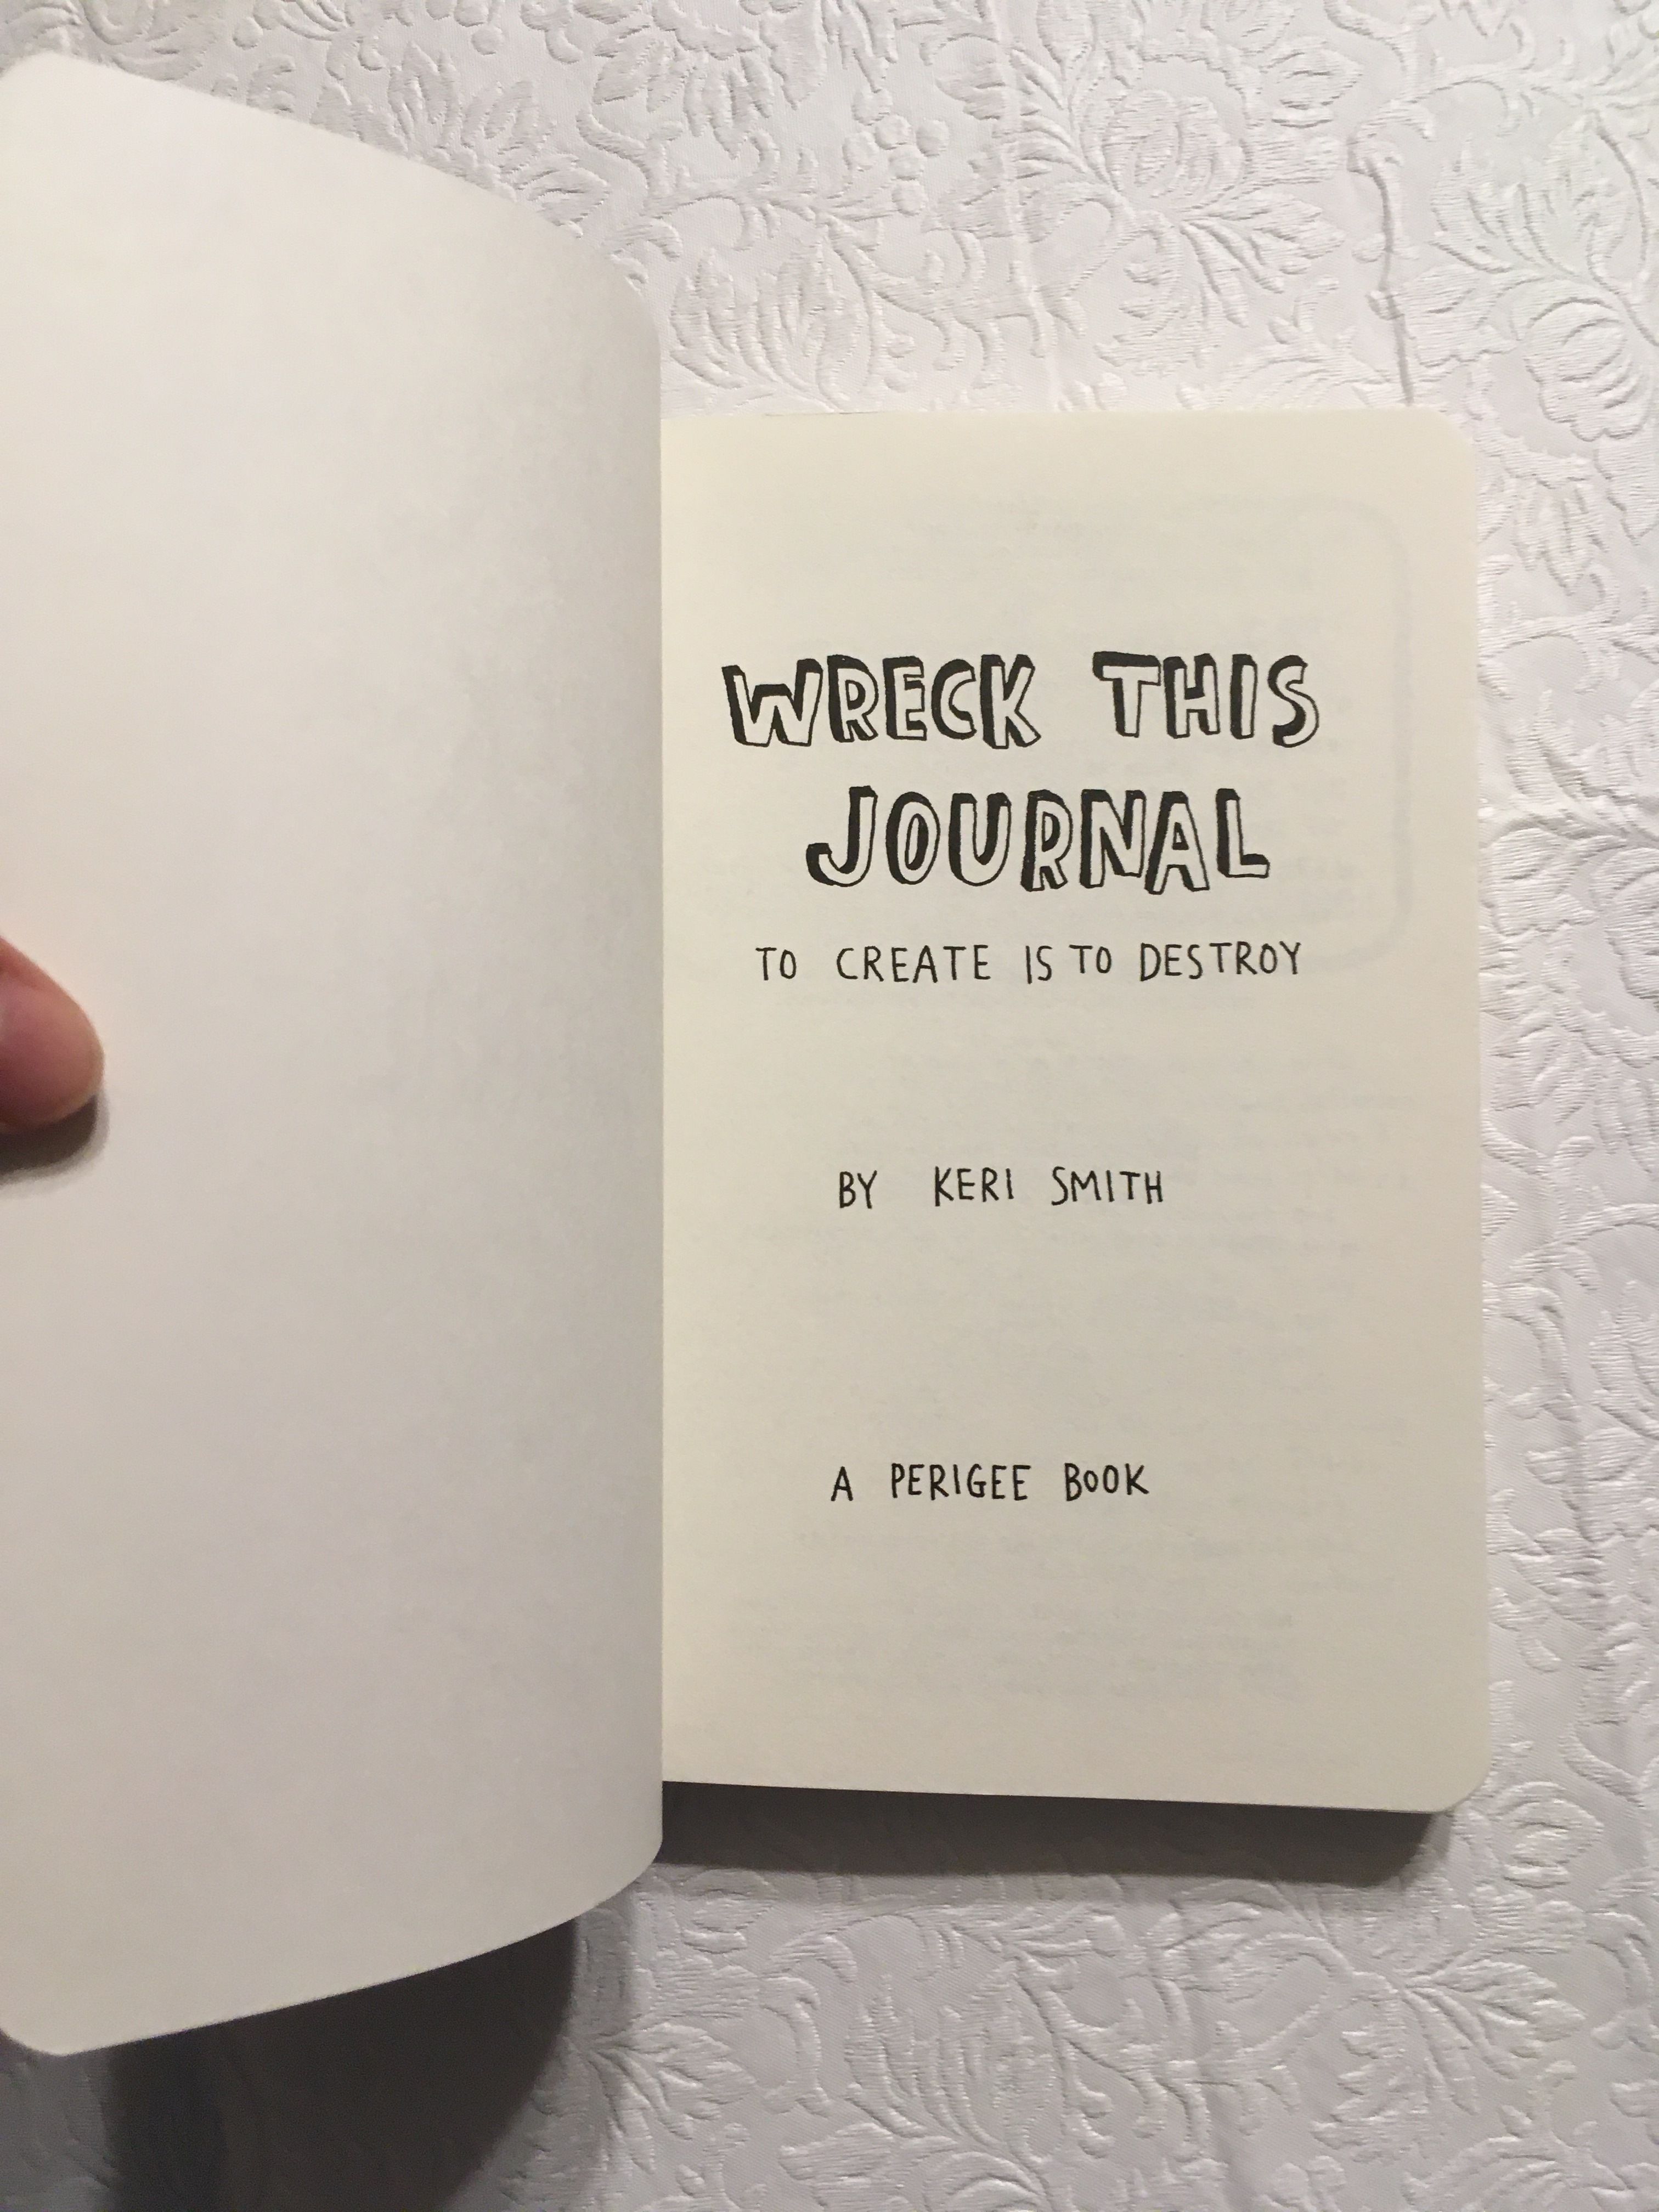 WRECK THIS
JOURNAL
TO CREATE IS TO DESTROY
BY KERI SMITH
A PERIGEE BOOK